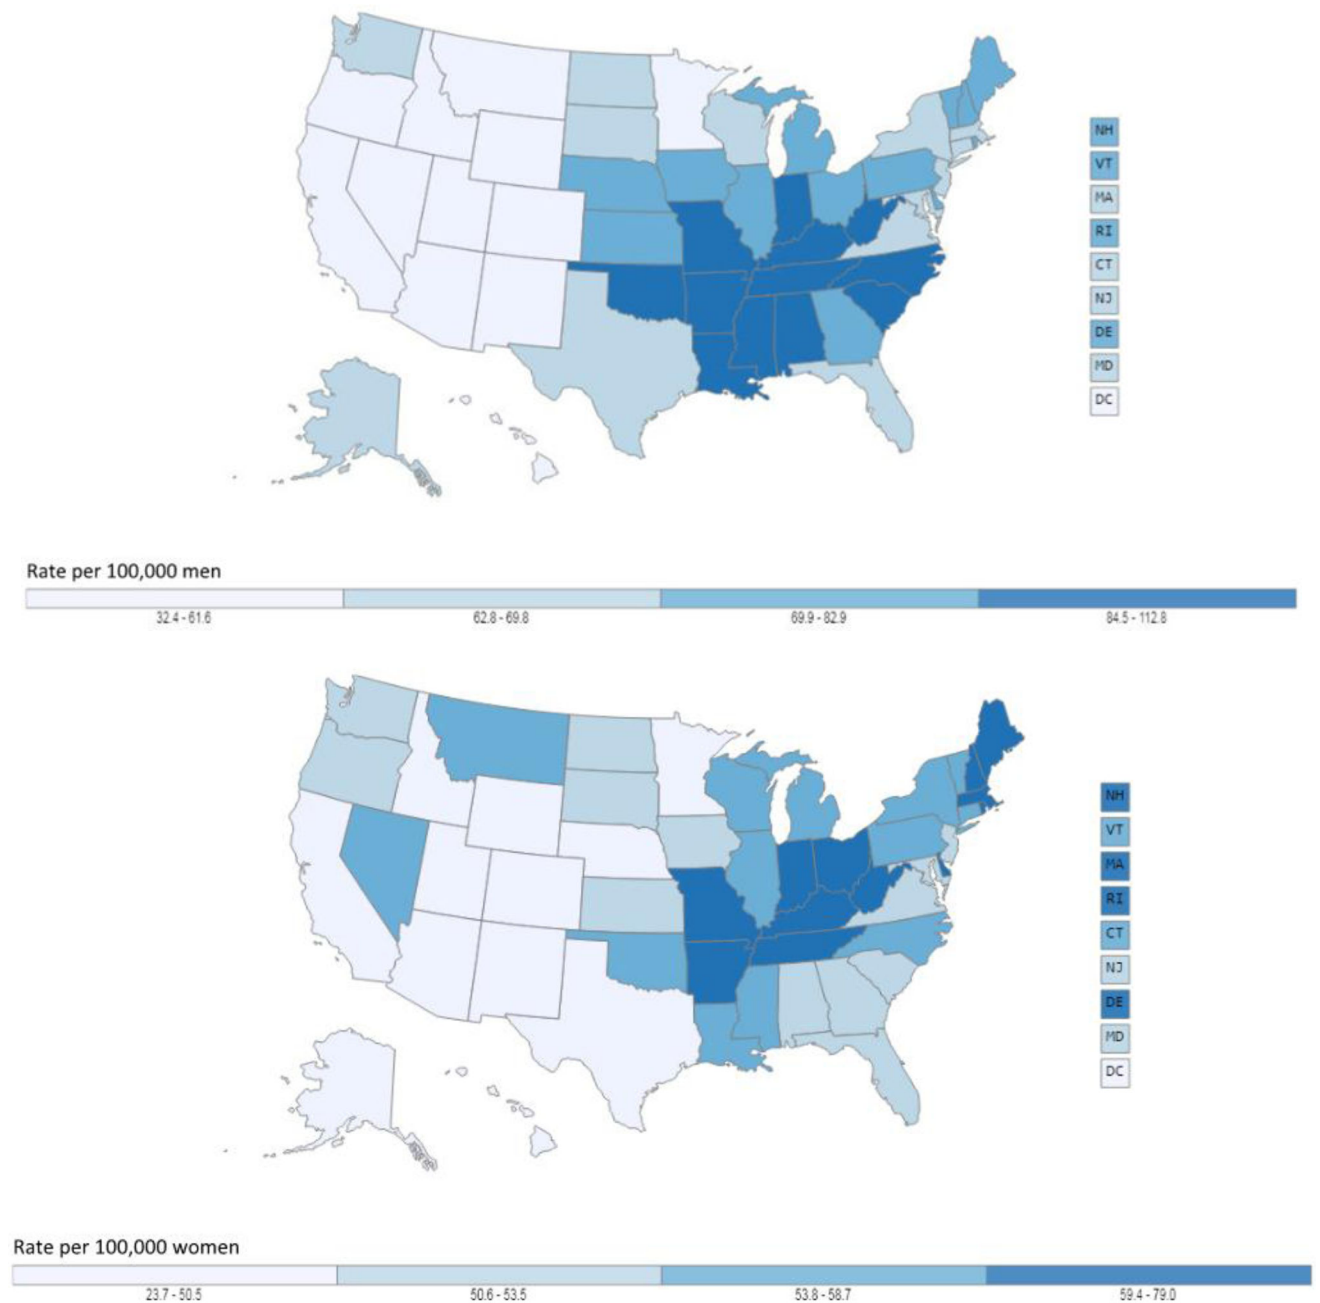 NH
VT
MA
RI
CT
NJ
DE
MD
DC
Rate per 100,000 men
32.4 - 61.6
62.8 - 69.8
69.9 - 82.9
84.5 - 112.8
NH
VT
MA
RI
CT
NJ
DE
MD
DC
Rate per 100,000 women
23.7 - 50.5
50.6 - 53.5
53.8 - 58.7
59.4 - 79.0